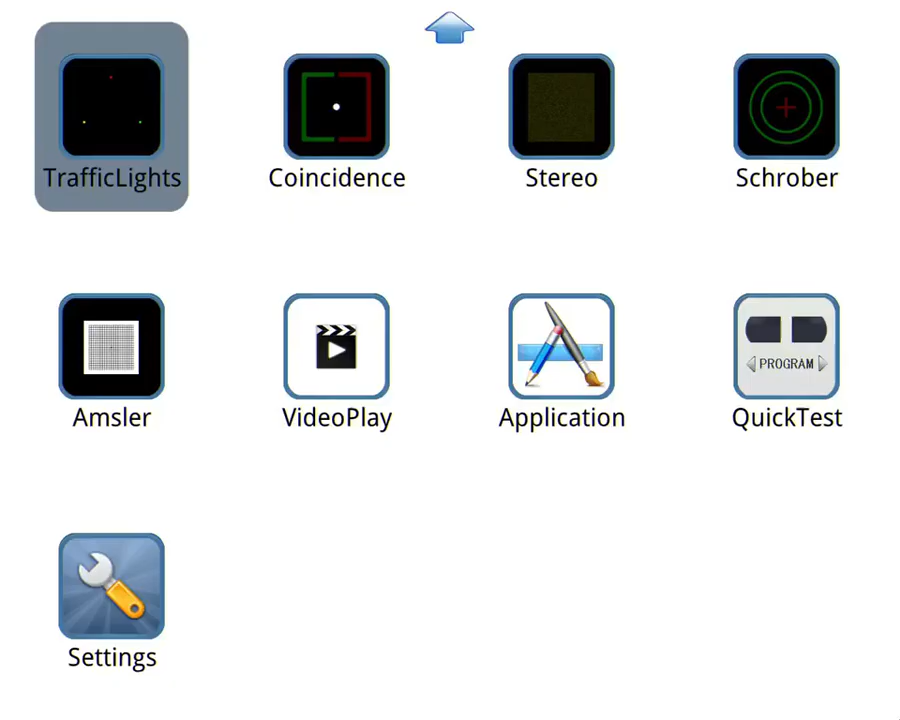 TrafficLights
Coincidence
Stereo
Schrober
Amsler
VideoPlay
Application
PROGRAM
QuickTest
Settings